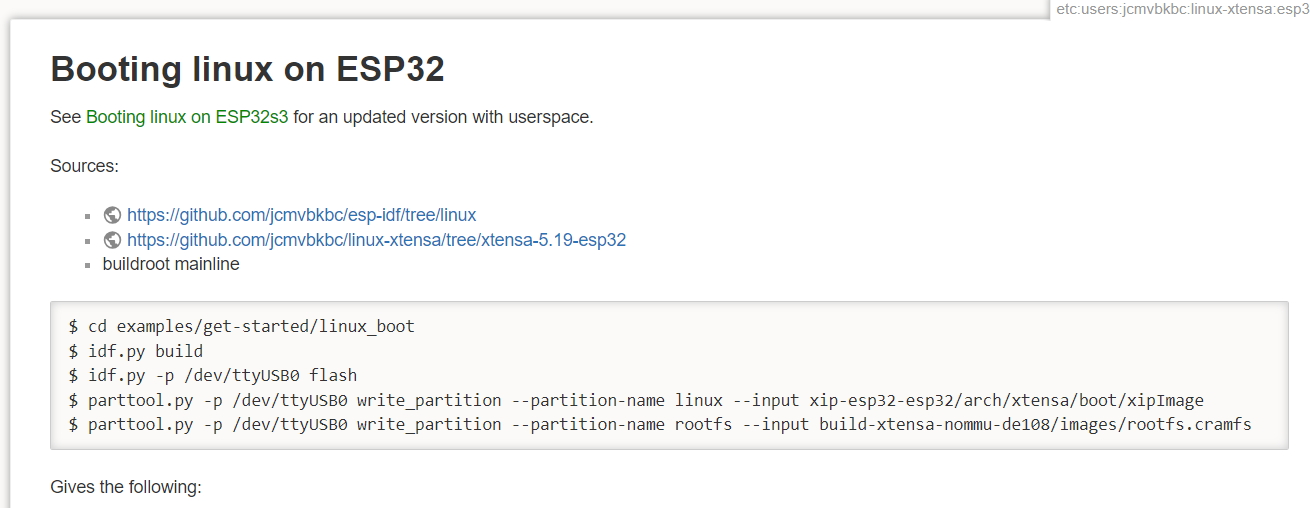 etc:users:jcmvbkbc:linux-xtensa:esp3
Booting linux on ESP32
See Booting linux on ESP32s3 for an updated version with userspace.
Sources:
https://github.com/jcmvbkbc/esp-idf/tree/linux
https://github.com/jcmvbkbc/linux-xtensa/tree/xtensa-5.19-esp32
buildroot mainline
$ cd examples/get-started/linux_boot
$ idf.py build
$ idf.py -p /dev/ttyUSB0 flash
$ parttool.py -p /dev/ttyUSB0 write_partition --partition-name linux --input xip-esp32-esp32/arch/xtensa/boot/xipImage
$ parttool.py -p /dev/ttyUSB0 write_partition --partition-name rootfs --input build-xtensa-nommu-de108/images/rootfs.cramfs
Gives the following: